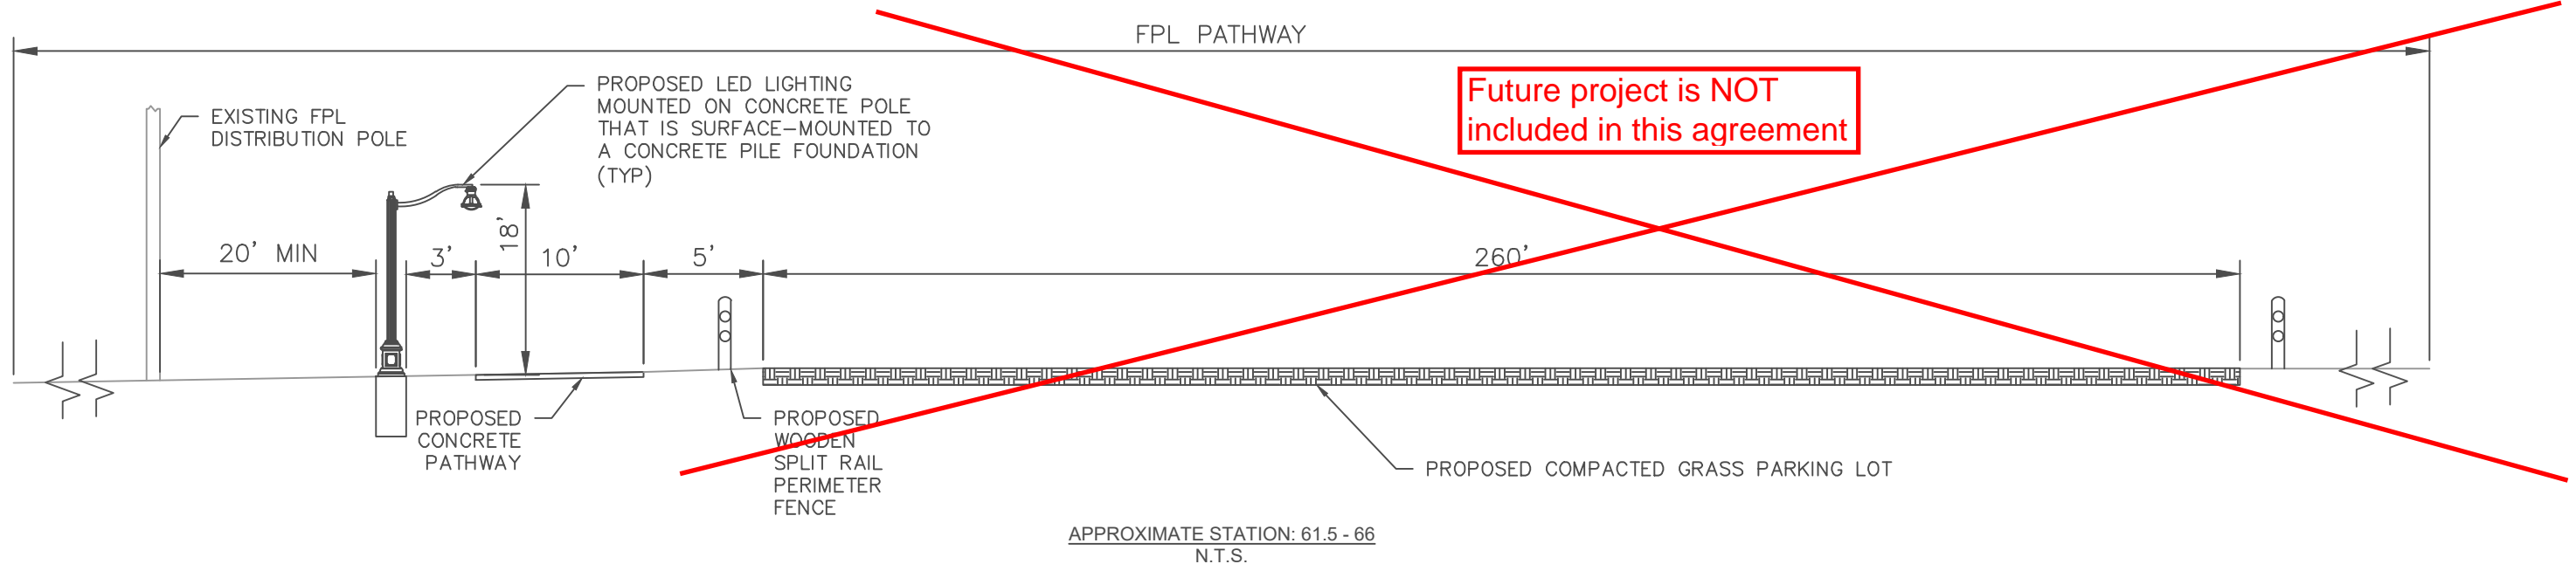 FPL PATHWAY
Future project is NOT
included in this agreement
PROPOSED LED LIGHTING
MOUNTED ON CONCRETE POLE
THAT IS SURFACE-MOUNTED TO
A CONCRETE PILE FOUNDATION
(TYP)
EXISTING FPL
DISTRIBUTION POLE
18'
20' MIN
3'
10'
5'
260'
PROPOSED
CONCRETE
PATHWAY
PROPOSED
WOODEN
SPLIT RAIL
PERIMETER
FENCE
PROPOSED COMPACTED GRASS PARKING LOT
APPROXIMATE STATION: 61.5 - 66
N.T.S.